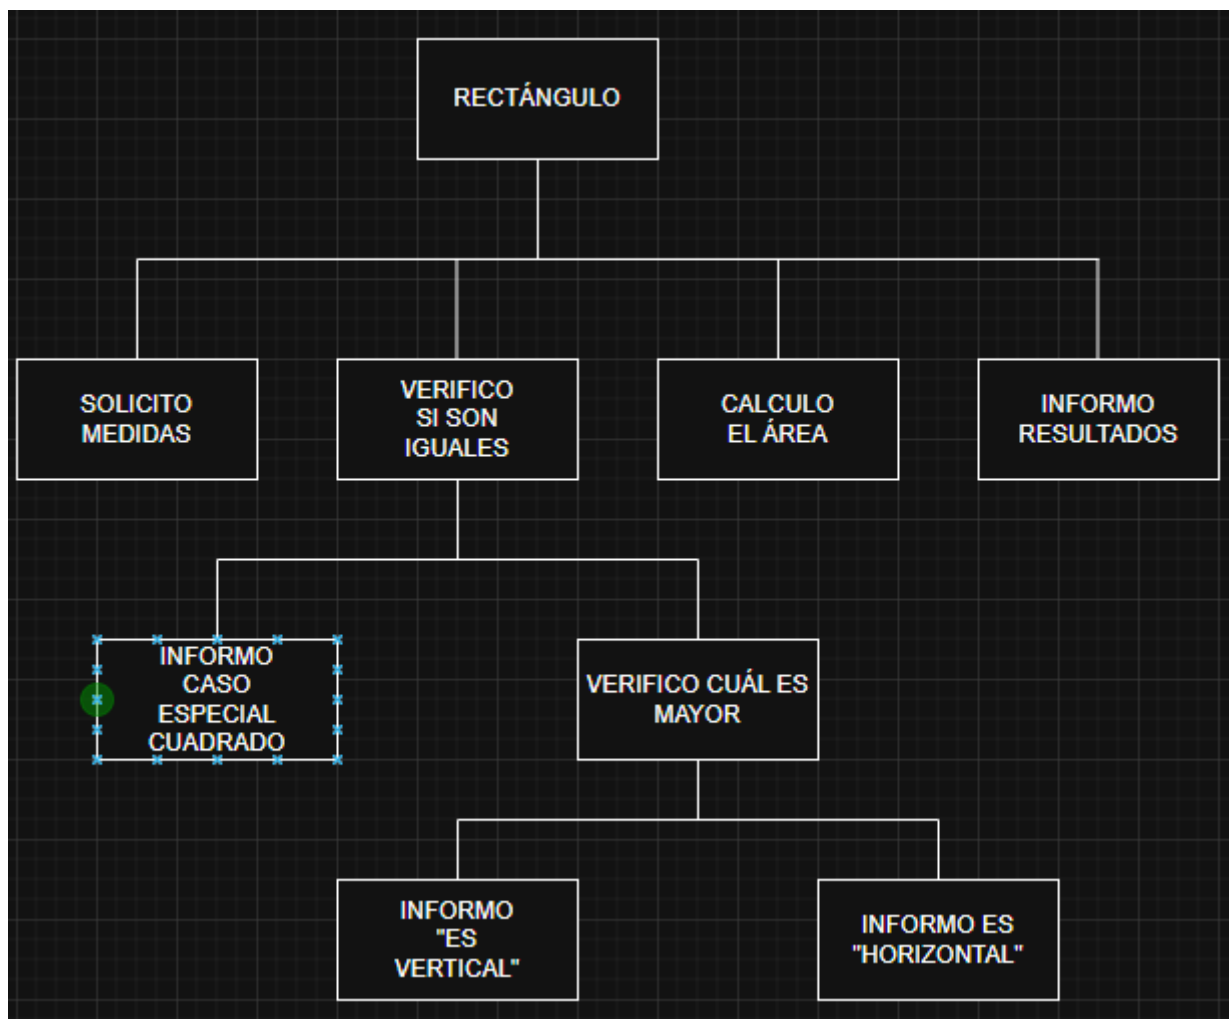 RECTÁNGULO
SOLICITO
MEDIDAS
VERIFICO
SI SON
IGUALES
CALCULO
EL ÁREA
INFORMO
RESULTADOS
INFORMO
CASO
ESPECIAL
CUADRADO
VERIFICO CUÁL ES
MAYOR
INFORMO
"ES
VERTICAL"
INFORMO ES
"HORIZONTAL"